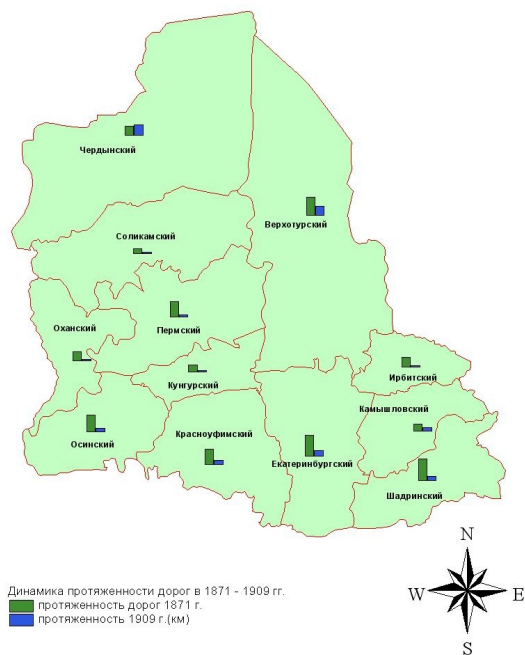 Чердынский
Верхотурский
Соликамский
Оханский
Пермский
Ирбитский
Кунгурский
Камышловский
Осинский
Красноуфимский
Екатеринбургский
Шадринский
N
W
E
S
Динамика протяженности дорог в 1871 - 1909 гг.
протяженность дорог 1871 г.
протяженность 1909 г.(км)